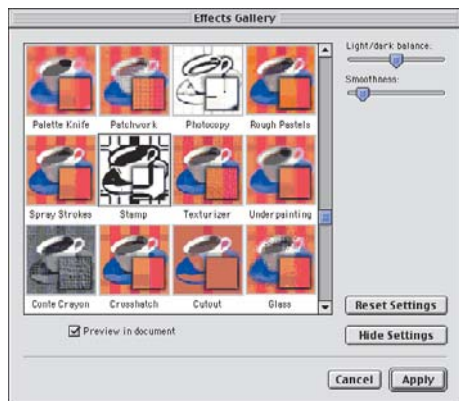 Effects Gallery
Light/dark balance:
Smoothness:
Palette Knife Patchwork Photocopy Rough Pastels
Spray Strokes Stamp Texturizer Underpainting
Conte Crayon Crosshatch Cutout Glass
Reset Settings
Preview in document
Hide Settings
Cancel Apply